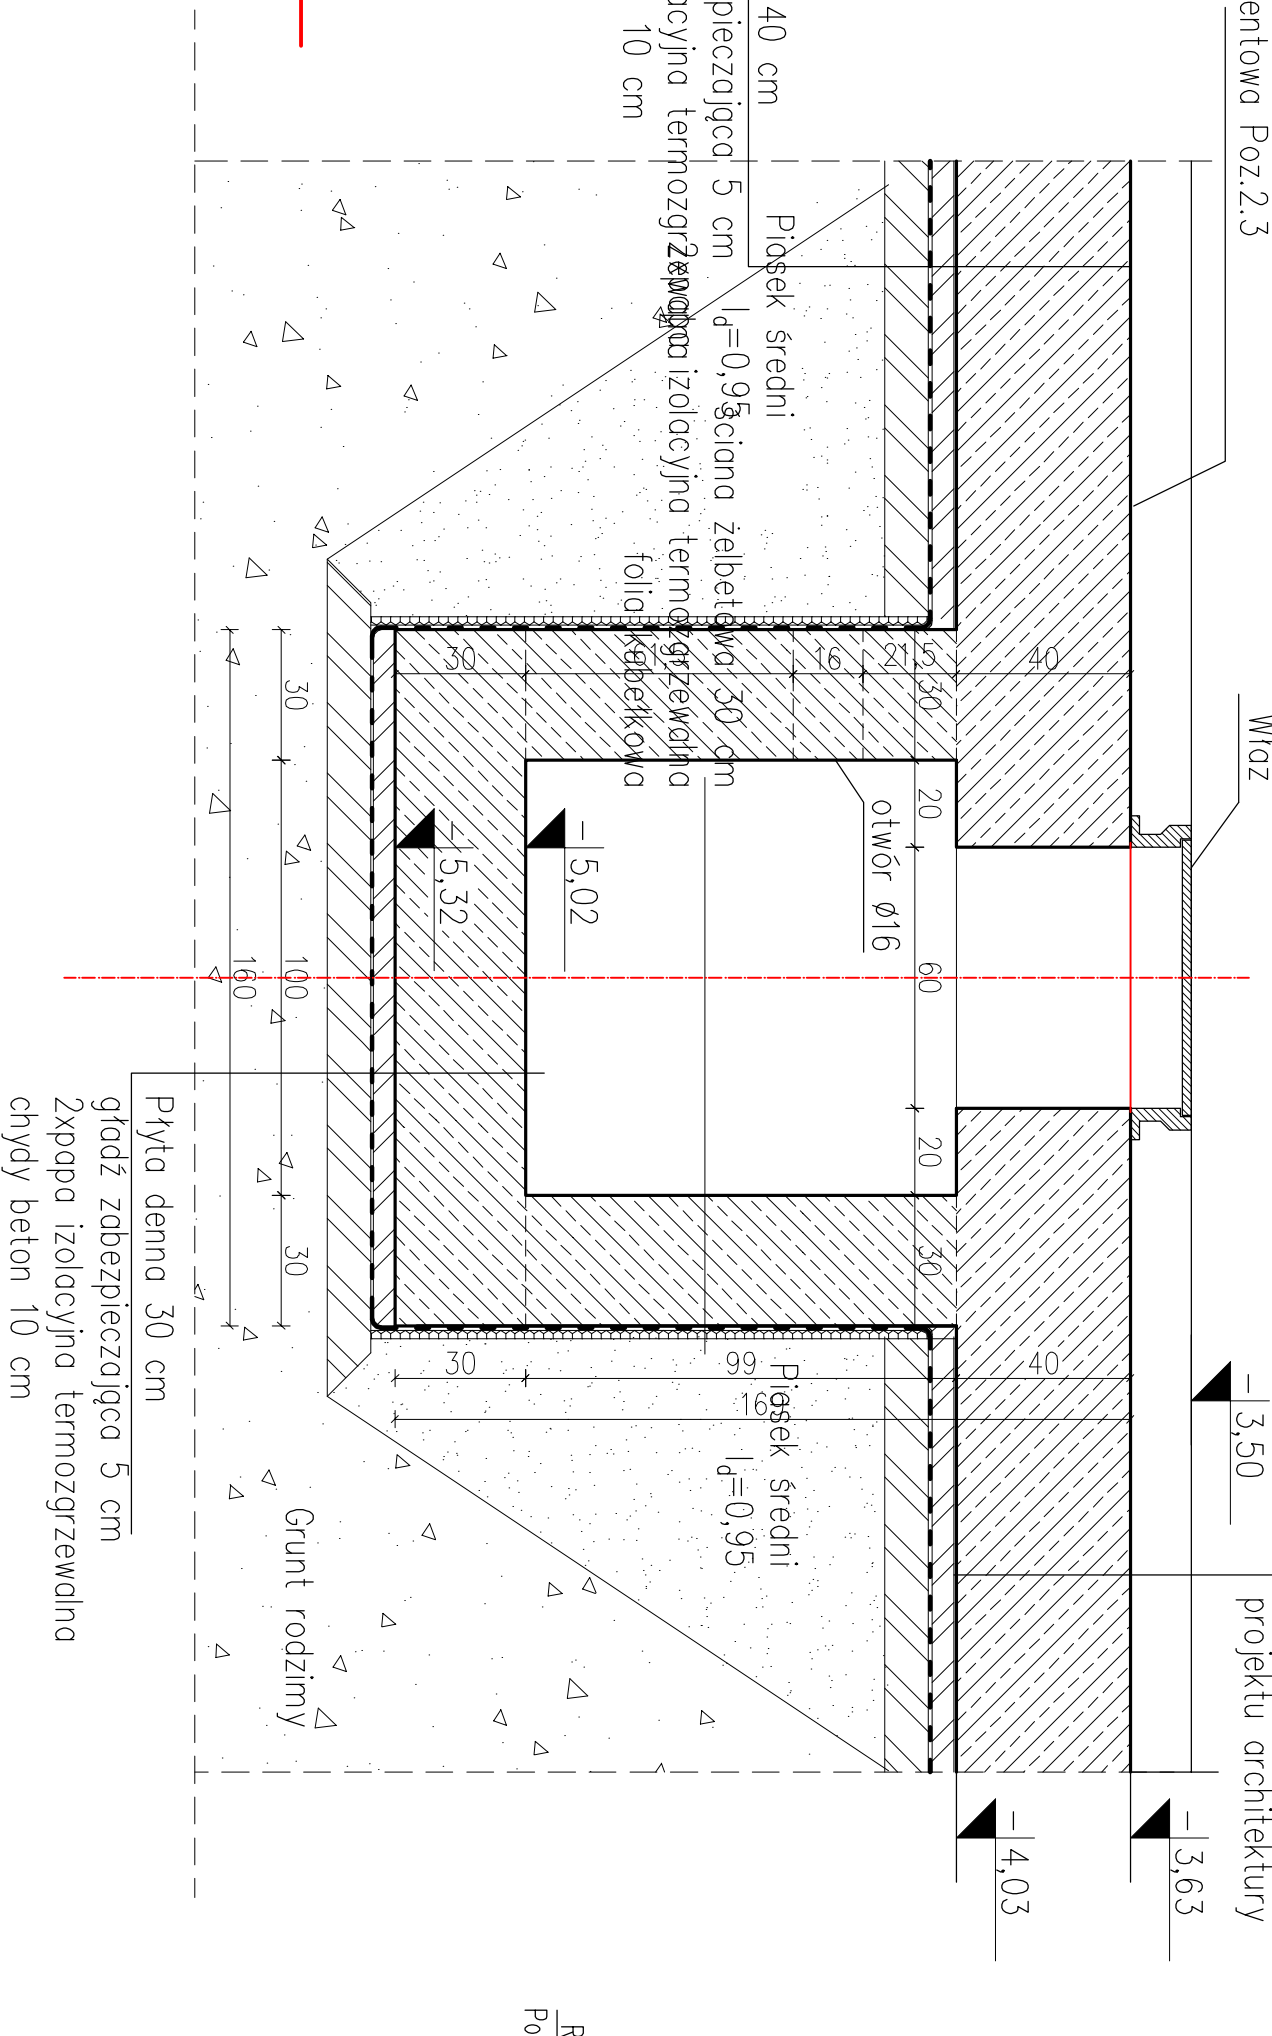 entowa Poz.2.3
Właz
-3,50
projektu architektury
-3,63
-4,03
40 cm
pieczająca 5 cm
acyjna termozgrzewalna
10 cm
Piasek średni
Id=0,95
ściana żelbetowa 30 cm
2xpapa izolacyjna termozgrzewalna
folia kubełkowa
30
61,5
16
21,5
40
30
20
60
20
30
otwór Ø16
-5,02
-5,32
30
100
30
160
30
99
40
169
Piasek średni
Id=0,95
Grunt rodzimy
Płyta denna 30 cm
gładź zabezpieczająca 5 cm
2xpapa izolacyjna termozgrzewalna
chydy beton 10 cm
R
Po